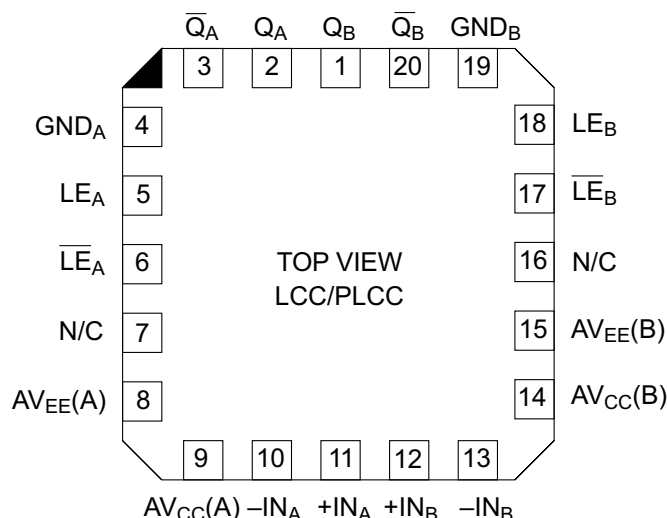 Q̅A QA QB Q̅B GNDB
3 2 1 20 19
GNDA 4 18 LEB
LEA 5 17 L̅E̅B
L̅E̅A 6 16 N/C
TOP VIEW
LCC/PLCC
N/C 7 15 AVEE(B)
AVEE(A) 8 14 AVCC(B)
9 10 11 12 13
AVCC(A) –INA +INA +INB –INB